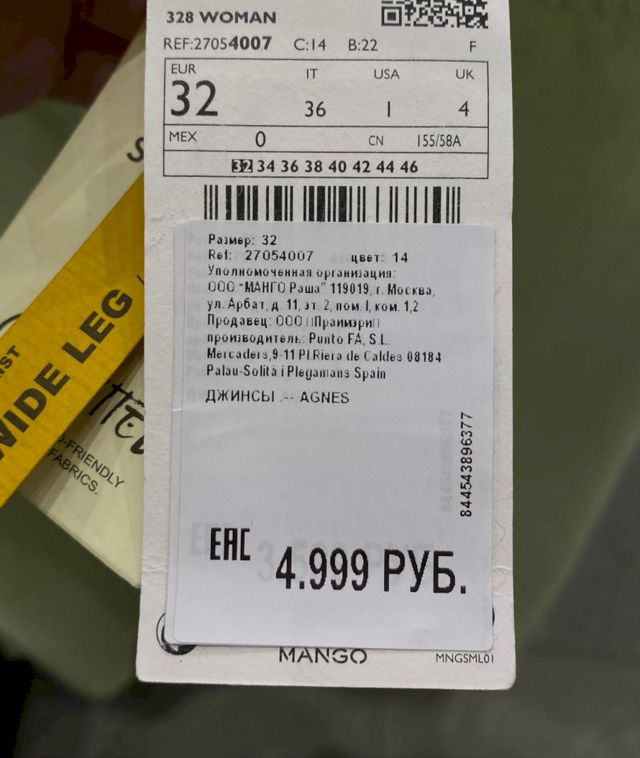 328 WOMAN
REF:27054007 C:14 B:22 F
EUR IT USA UK
32 36 1 4
MEX 0 CN 155/58A
32 34 36 38 40 42 44 46
Размер: 32
Ref: 27054007 цвет: 14
Уполномоченная организация:
ООО "МАНГО Раша" 119019, г. Москва,
ул. Арбат, д. 11, эт. 2, пом. I, ком. 1,2
Продавец: ООО Праймэри
производитель: Punto FA, S.L.
Mercaders,9-11 PI.Riera de Caldes 08184
Palau-Solità i Plegamans Spain
ДЖИНСЫ .-- AGNES
844543896377
EAC
4.999 РУБ.
MANGO
MNGSML01
WIDE LEG
-FRIENDLY
FABRICS.